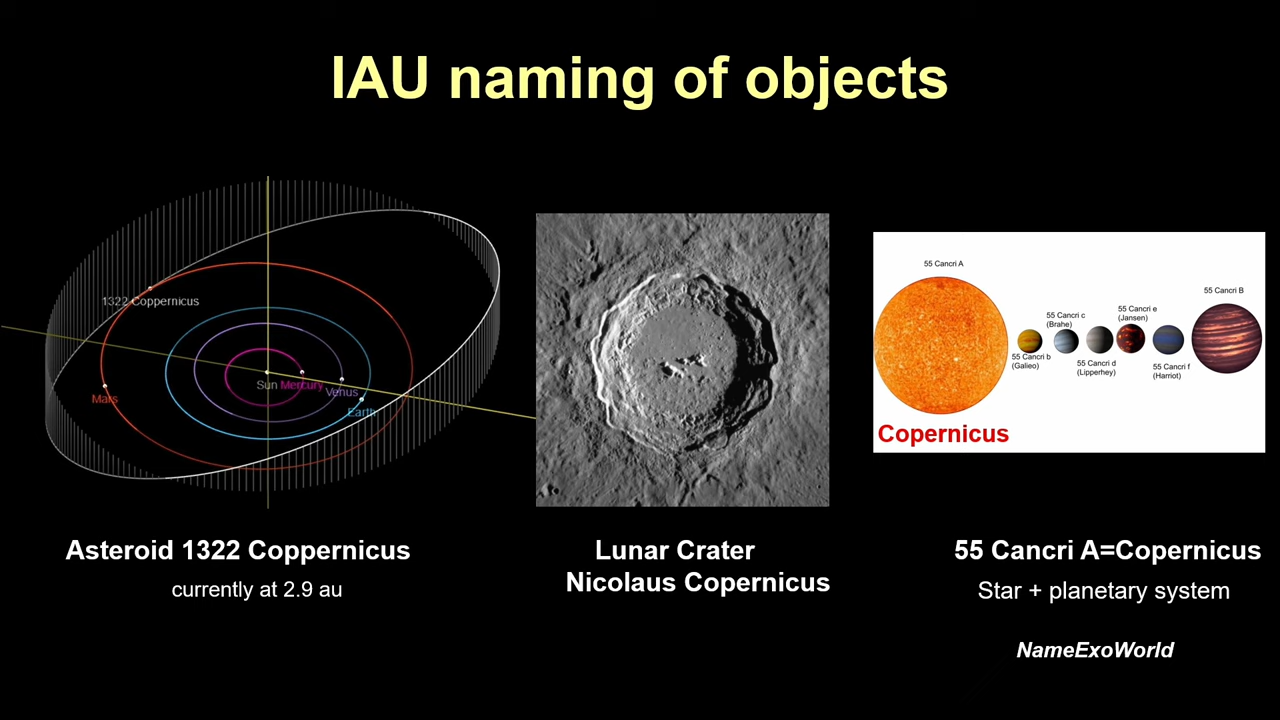 IAU naming of objects
1322 Coppernicus
Sun Mercury
Venus
Earth
Mars
55 Cancri A
55 Cancri b
(Galieo)
55 Cancri c
(Brahe)
55 Cancri d
(Lipperhey)
55 Cancri e
(Jansen)
55 Cancri f
(Harriot)
55 Cancri B
Copernicus
Asteroid 1322 Coppernicus
currently at 2.9 au
Lunar Crater
Nicolaus Copernicus
55 Cancri A=Copernicus
Star + planetary system
NameExoWorld